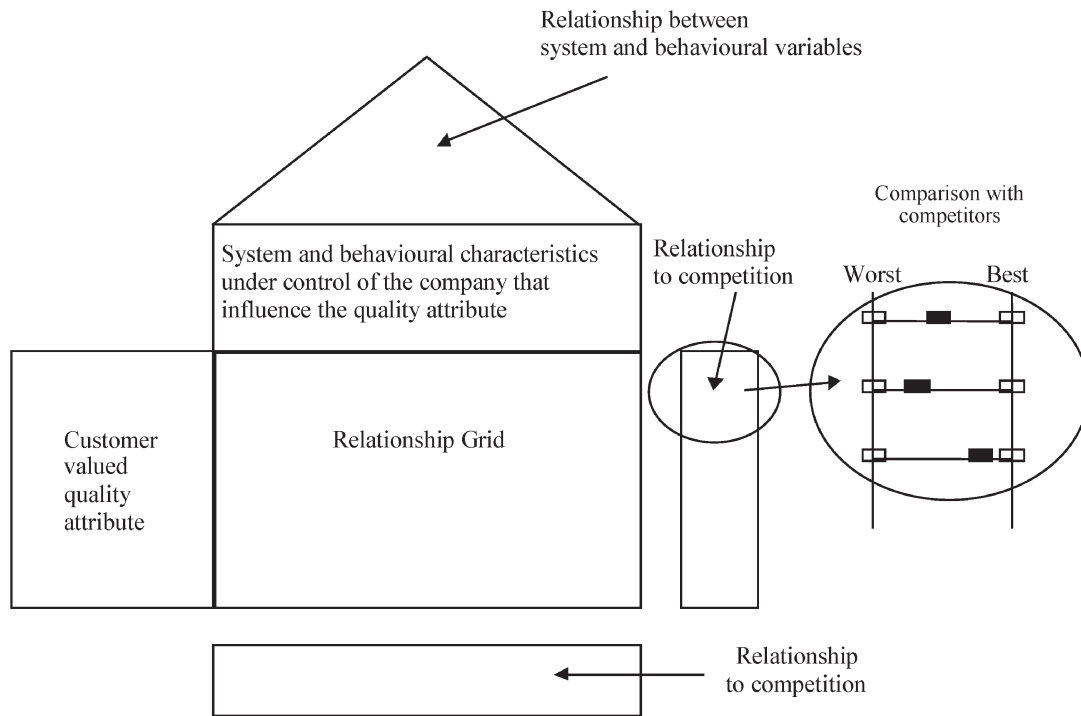 Relationship between
system and behavioural variables
Comparison with
competitors
System and behavioural characteristics
under control of the company that
influence the quality attribute
Relationship
to competition
Worst
Best
Customer
valued
quality
attribute
Relationship Grid
Relationship
to competition